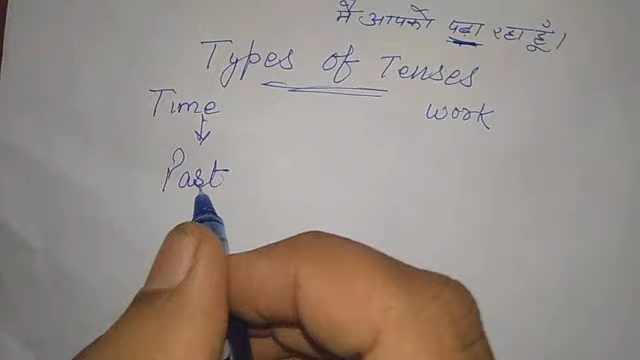 मैं आपको पढ़ा रहा हूँ।
Types of Tenses
Time work
↓
Past